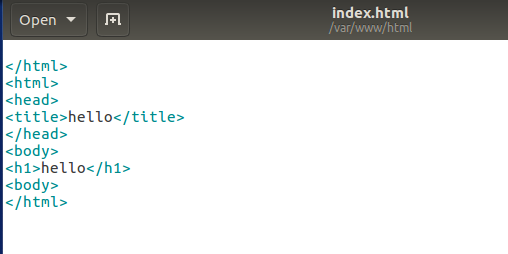 Open
index.html
/var/www/html
</html>
<html>
<head>
<title>hello</title>
</head>
<body>
<h1>hello</h1>
<body>
</html>